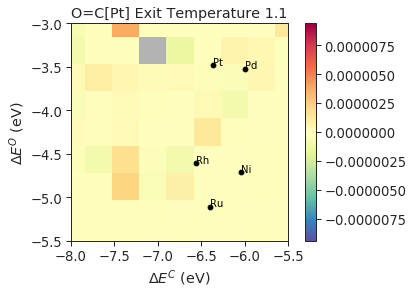 O=C[Pt] Exit Temperature 1.1
−3.0
−3.5
−4.0
−4.5
−5.0
−5.5
ΔE^O (eV)
−8.0 −7.5 −7.0 −6.5 −6.0 −5.5
ΔE^C (eV)
Pt
Pd
Rh
Ni
Ru
0.0000075
0.0000050
0.0000025
0.0000000
−0.0000025
−0.0000050
−0.0000075